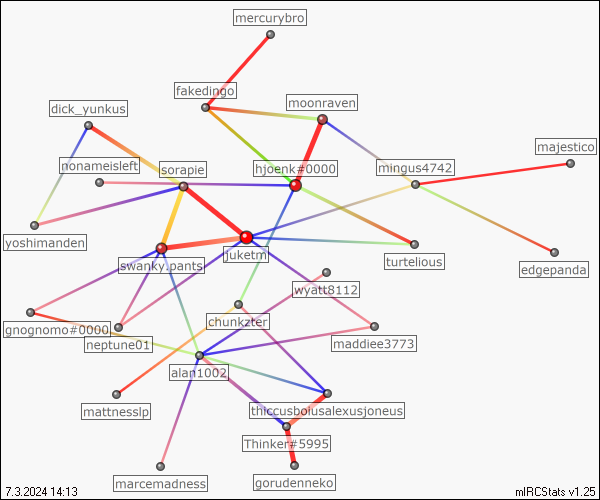 mercurybro
fakedingo
moonraven
dick_yunkus
majestico
nonameisleft
sorapie
hjoenk#0000
mingus4742
yoshimanden
swanky.pants
juketm
turtelious
edgepanda
wyatt8112
gnognomo#0000
neptune01
chunkzter
maddiee3773
alan1002
mattnesslp
thiccusbolusalexusjoneus
Thinker#5995
marcemadness
gorudenneko
7.3.2024 14:13
mIRCStats v1.25